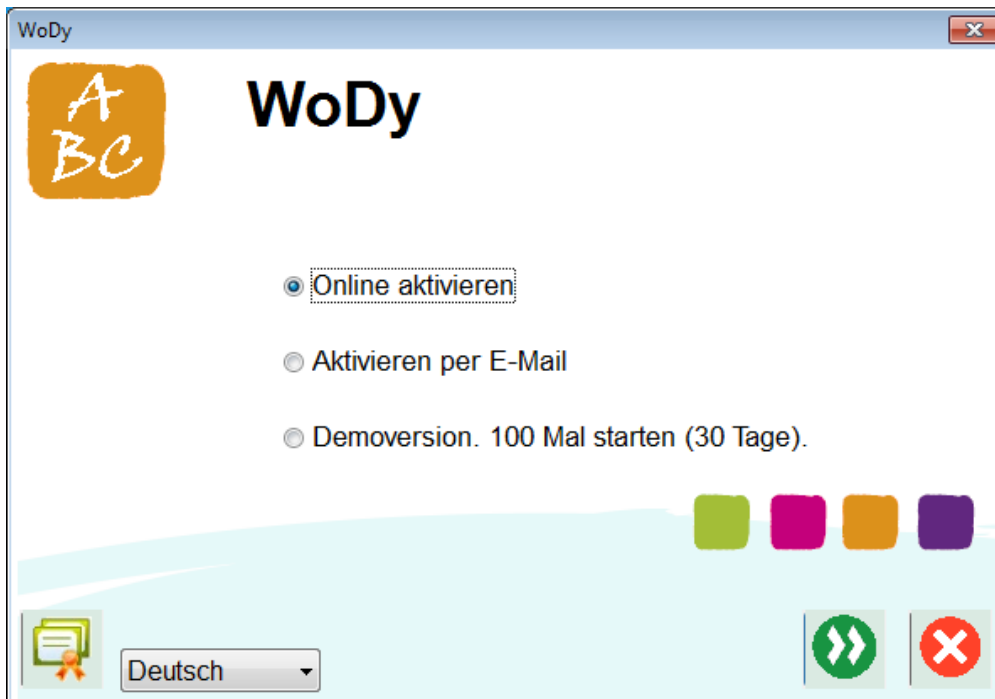 WoDy
A
BC
WoDy
Online aktivieren
Aktivieren per E-Mail
Demoversion. 100 Mal starten (30 Tage).
Deutsch